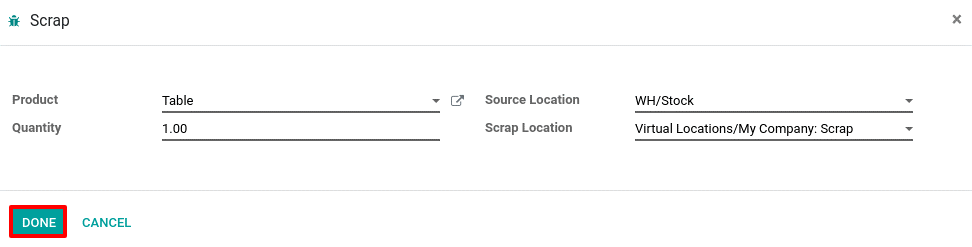 Scrap ×
Product Table Source Location WH/Stock
Quantity 1.00 Scrap Location Virtual Locations/My Company: Scrap
DONE CANCEL